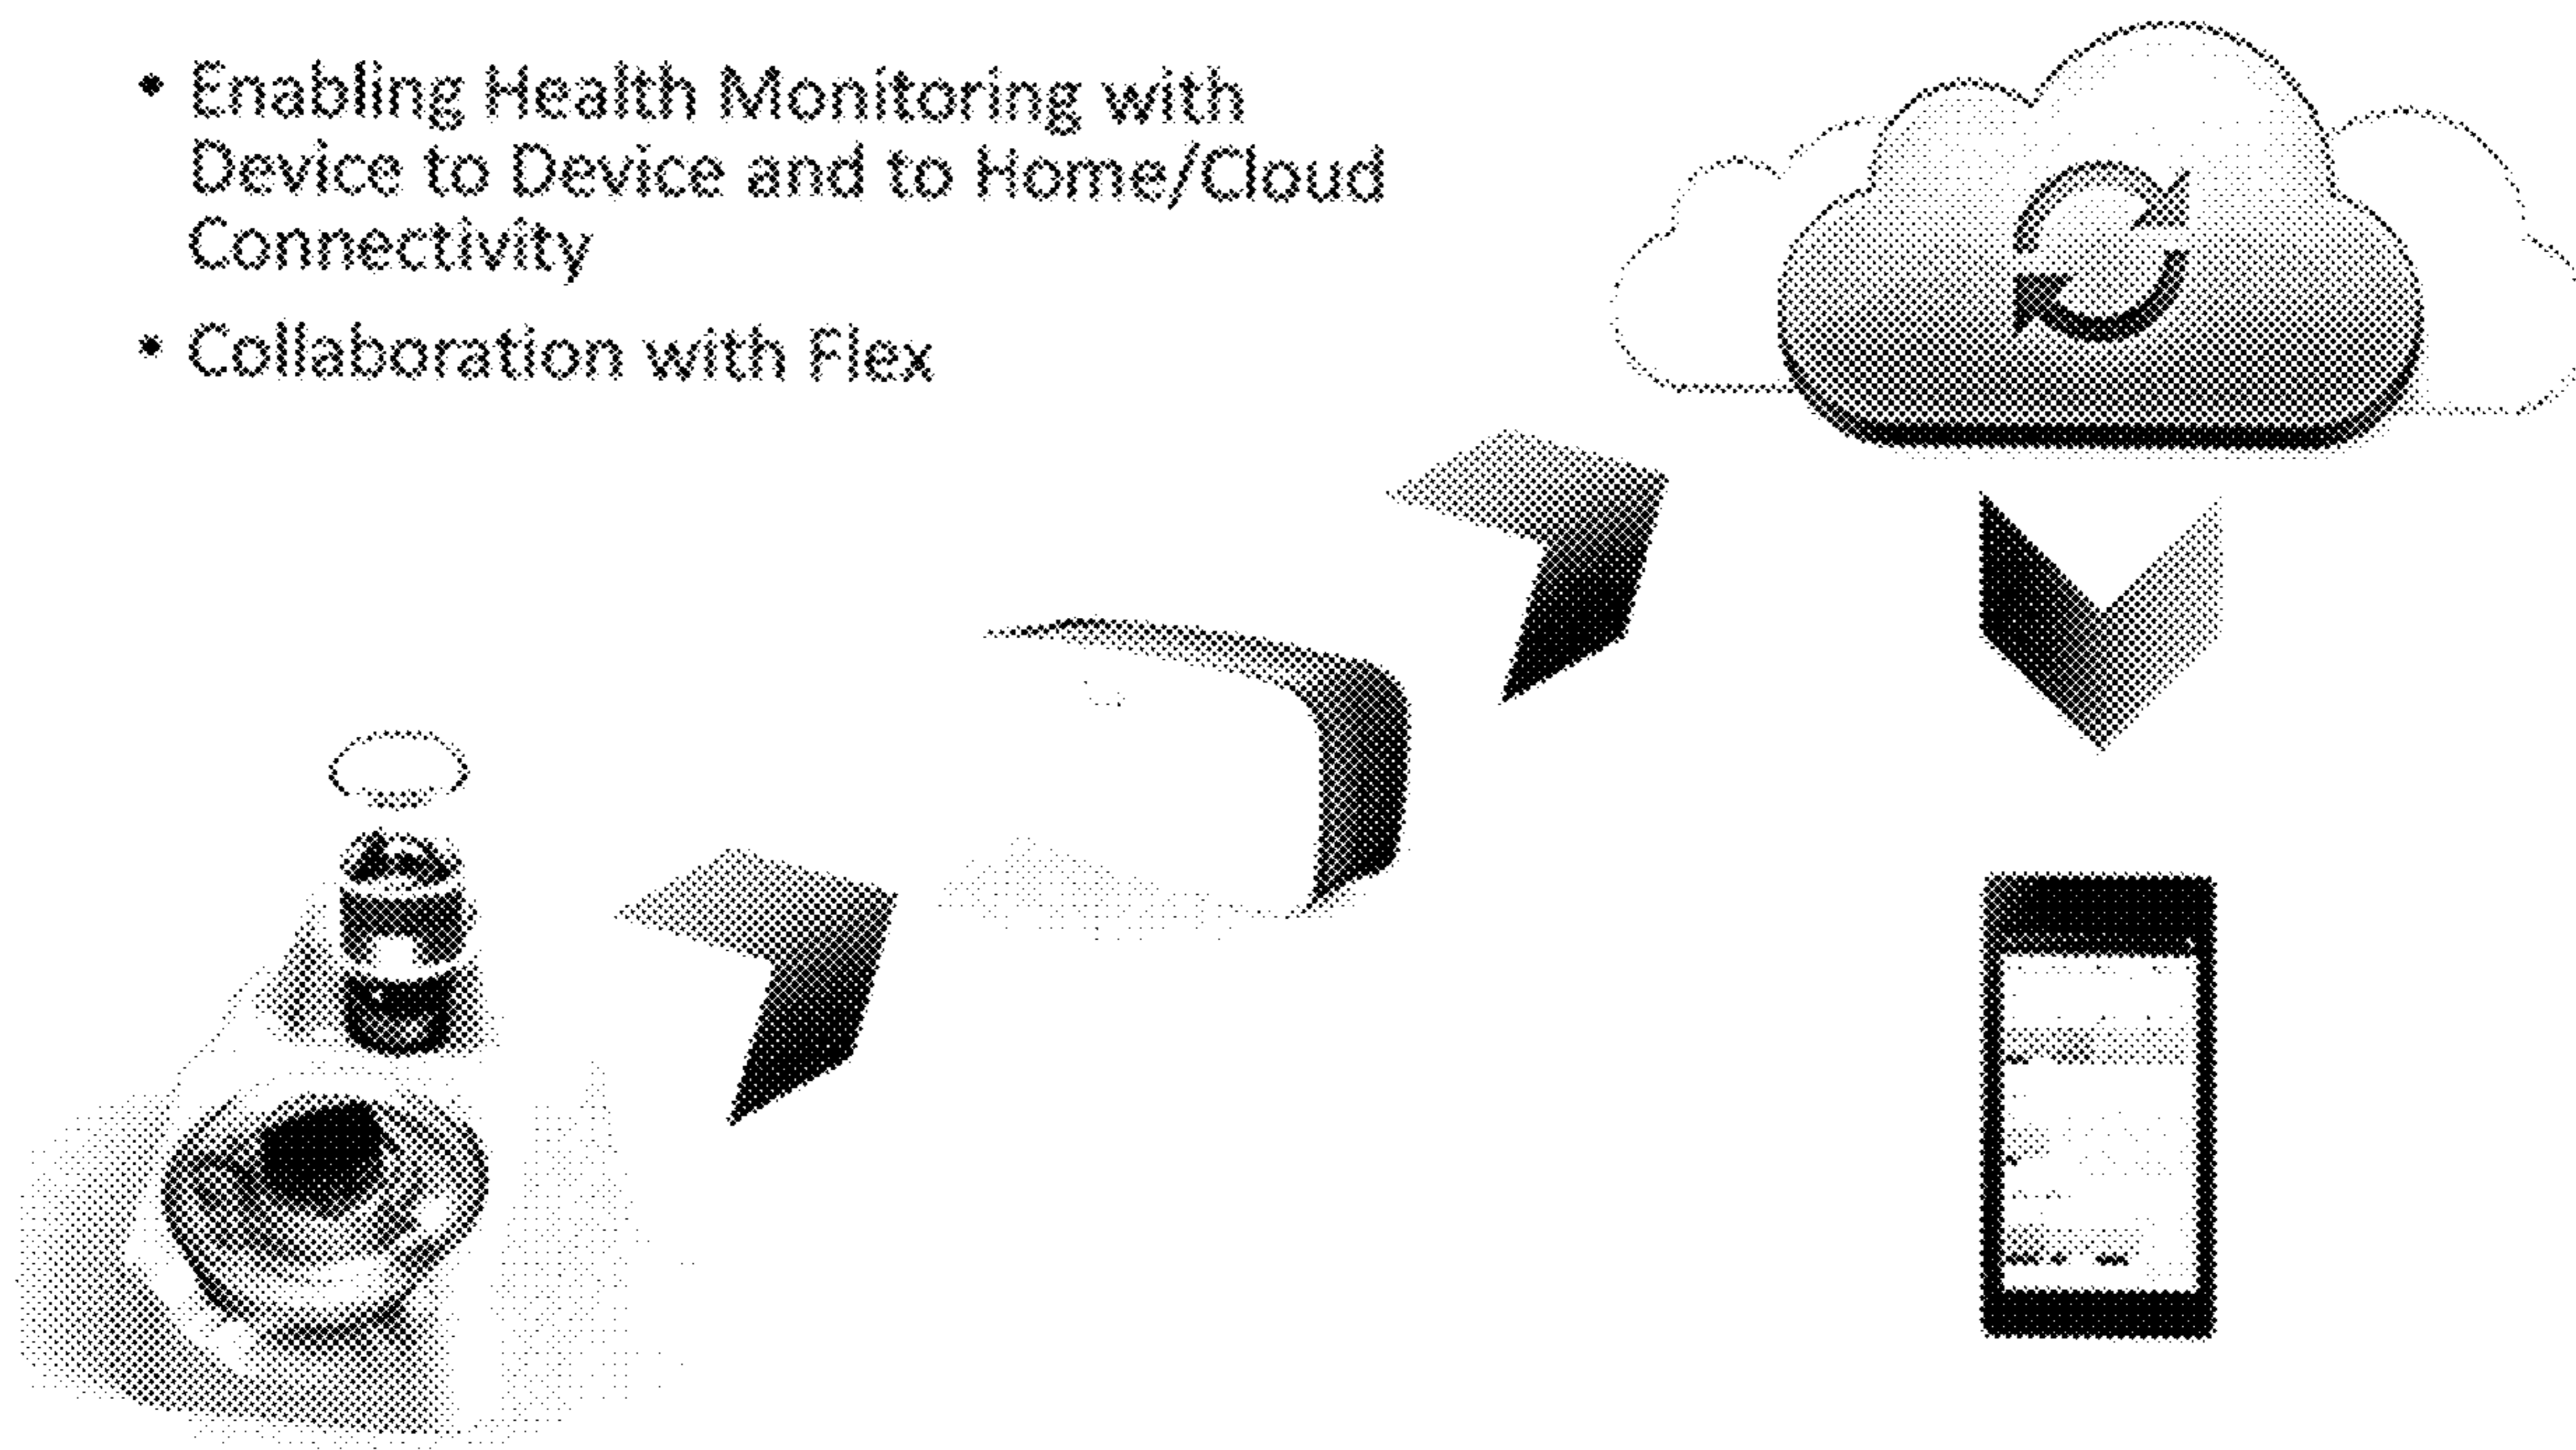 • Enabling Health Monitoring with
Device to Device and to Home/Cloud
Connectivity
• Collaboration with Flex